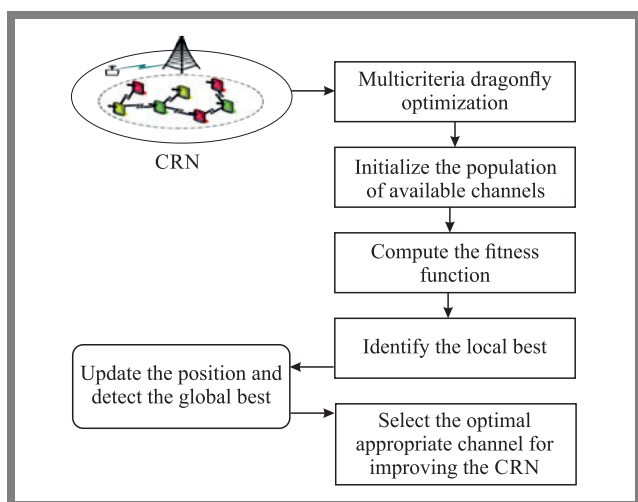 CRN
Multicriteria dragonfly
optimization
Initialize the population
of available channels
Compute the fitness
function
Identify the local best
Update the position and
detect the global best
Select the optimal
appropriate channel for
improving the CRN